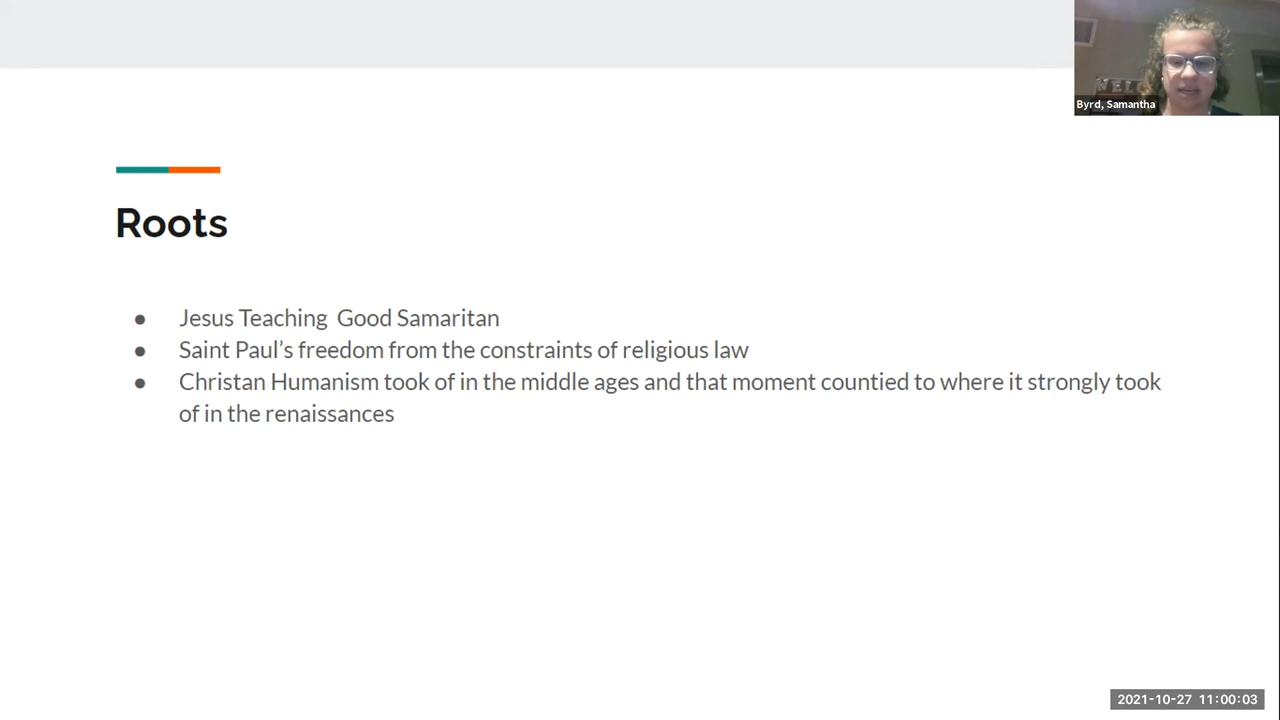 Byrd, Samantha
Roots
● Jesus Teaching  Good Samaritan
● Saint Paul’s freedom from the constraints of religious law
● Christan Humanism took of in the middle ages and that moment countied to where it strongly took
of in the renaissances
2021-10-27 11:00:03